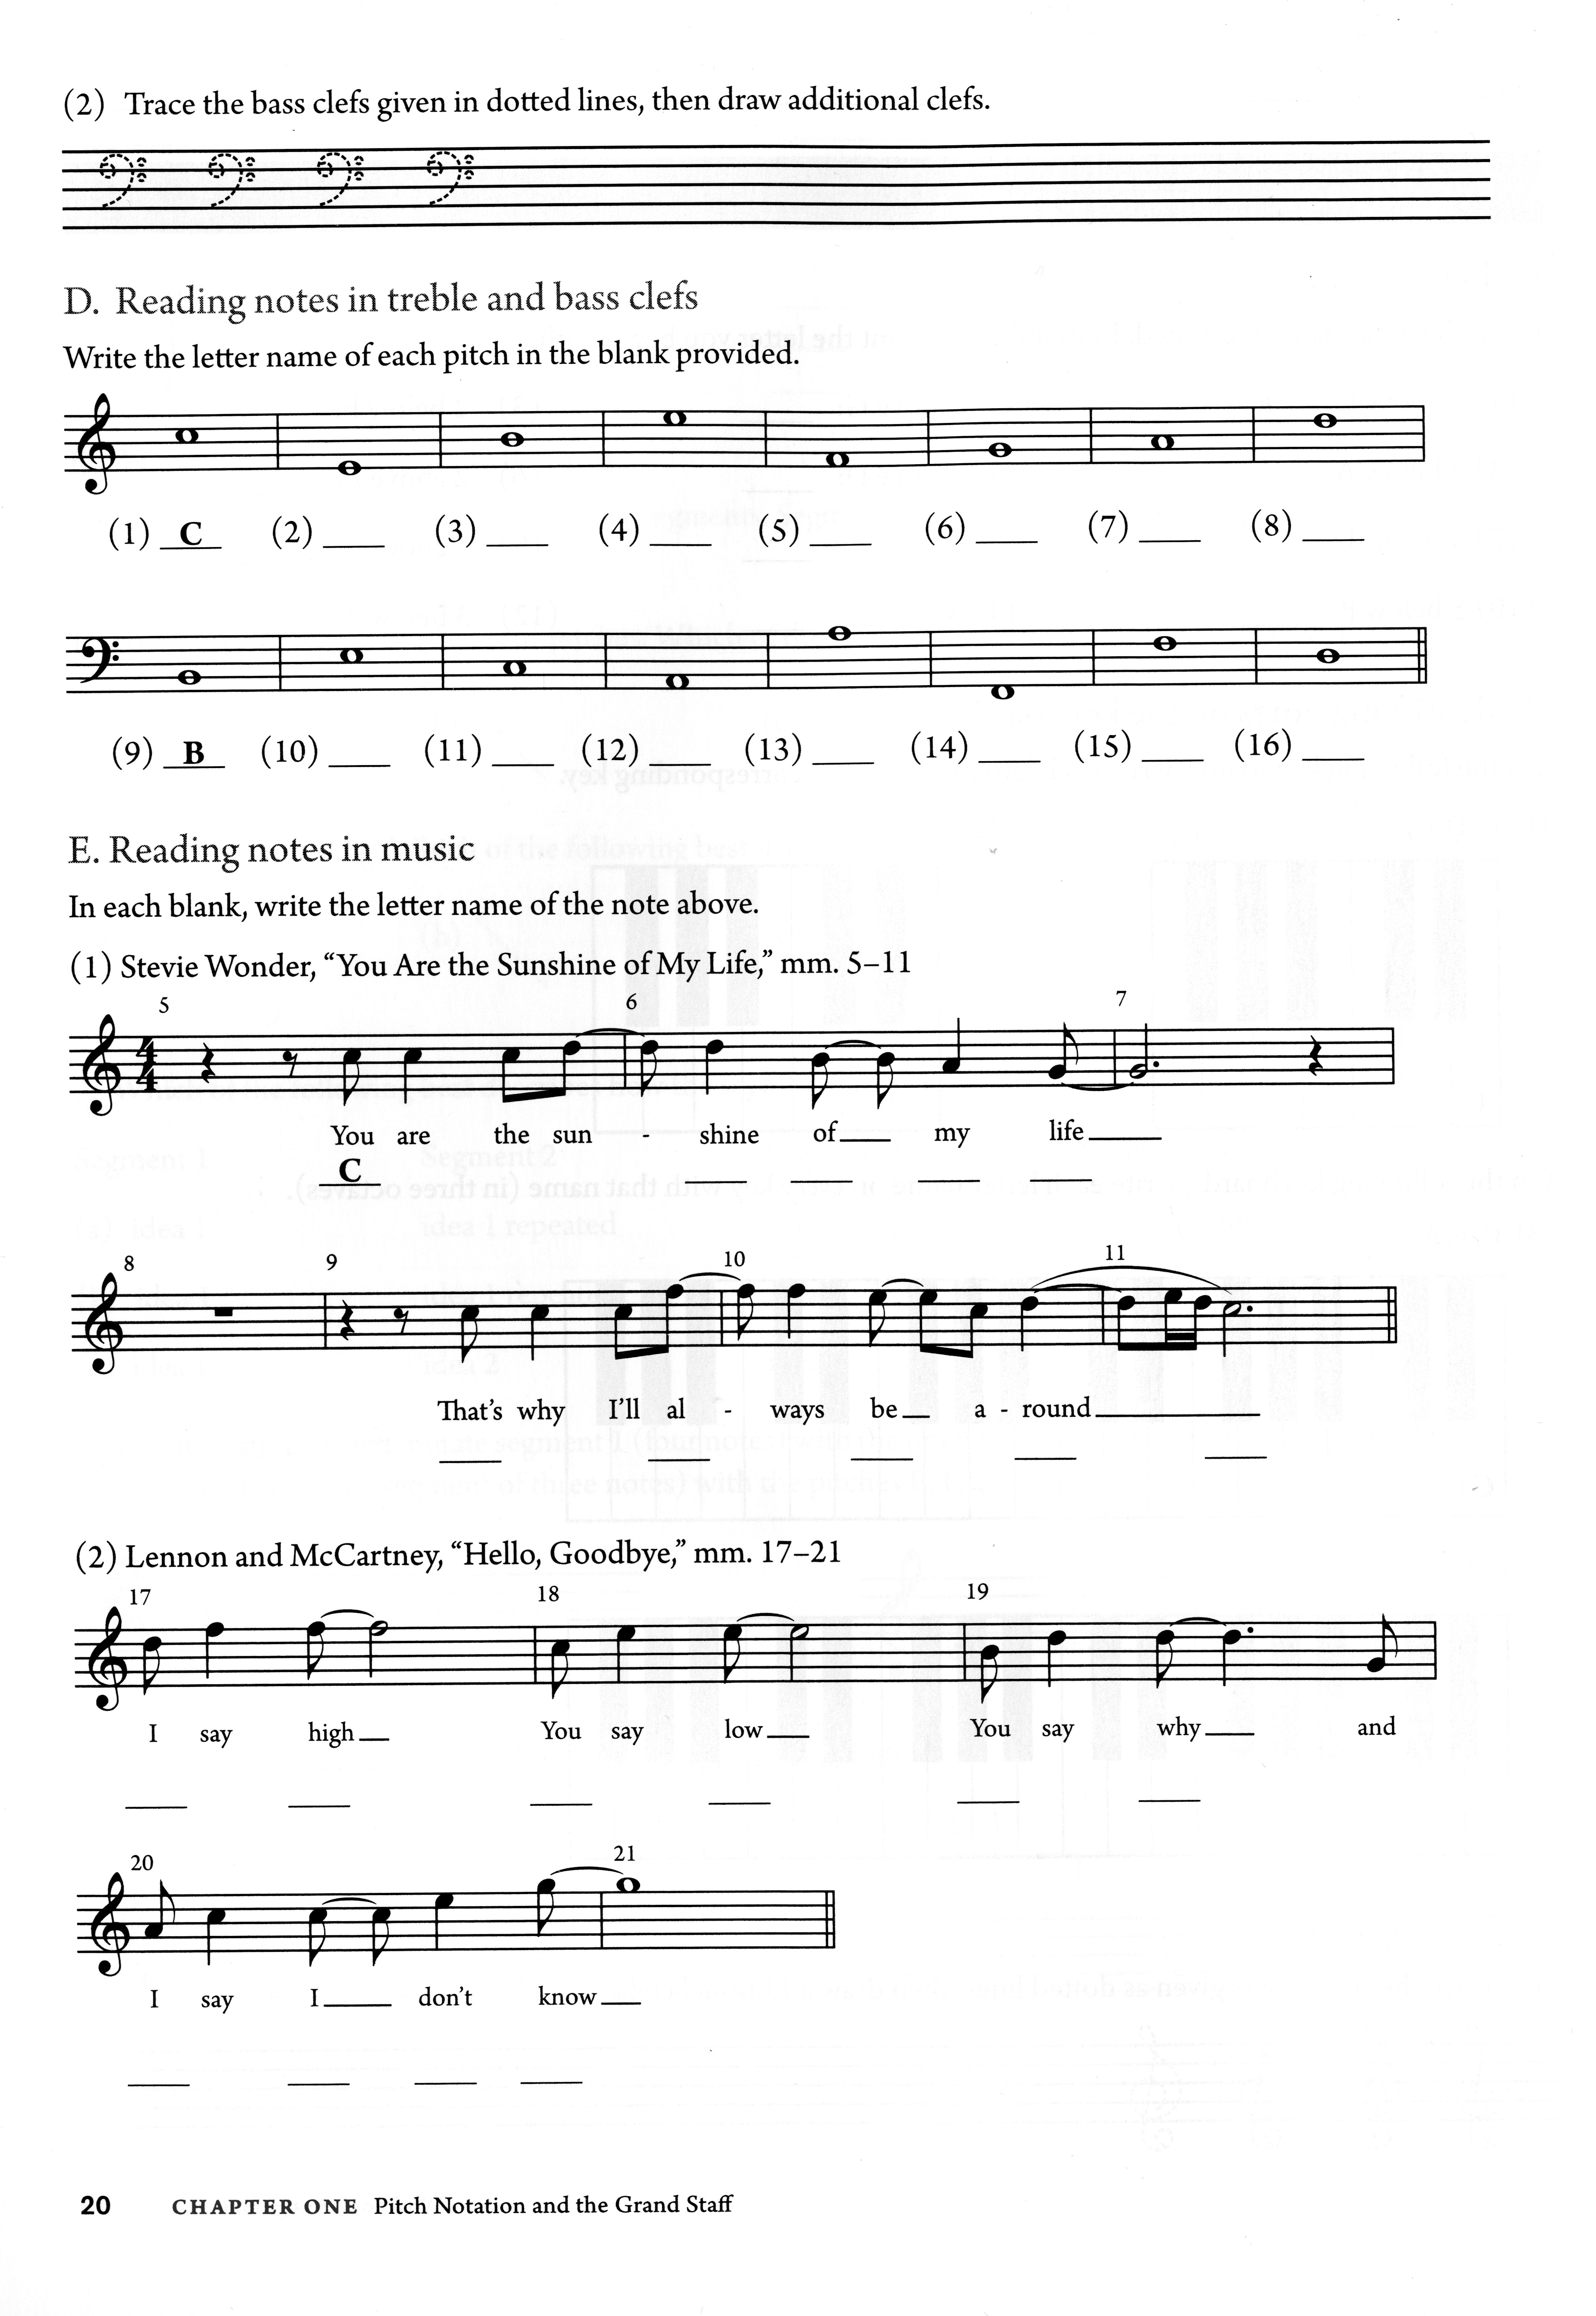 (2) Trace the bass clefs given in dotted lines, then draw additional clefs.
D. Reading notes in treble and bass clefs
Write the letter name of each pitch in the blank provided.
(1) C (2) ___ (3) ___ (4) ___ (5) ___ (6) ___ (7) ___ (8) ___
(9) B (10) ___ (11) ___ (12) ___ (13) ___ (14) ___ (15) ___ (16) ___
E. Reading notes in music
In each blank, write the letter name of the note above.
(1) Stevie Wonder, “You Are the Sunshine of My Life,” mm. 5–11
5 6 7
4
4
You are the sun - shine of___ my life___
C ___ ___ ___ ___
8 9 10 11
That’s why I’ll al - ways be__ a - round___
___ ___ ___ ___ ___
(2) Lennon and McCartney, “Hello, Goodbye,” mm. 17–21
17 18 19
I say high__ You say low__ You say why__ and
___ ___ ___ ___ ___ ___
20 21
I say I___ don’t know__
___ ___ ___ ___
20 CHAPTER ONE Pitch Notation and the Grand Staff